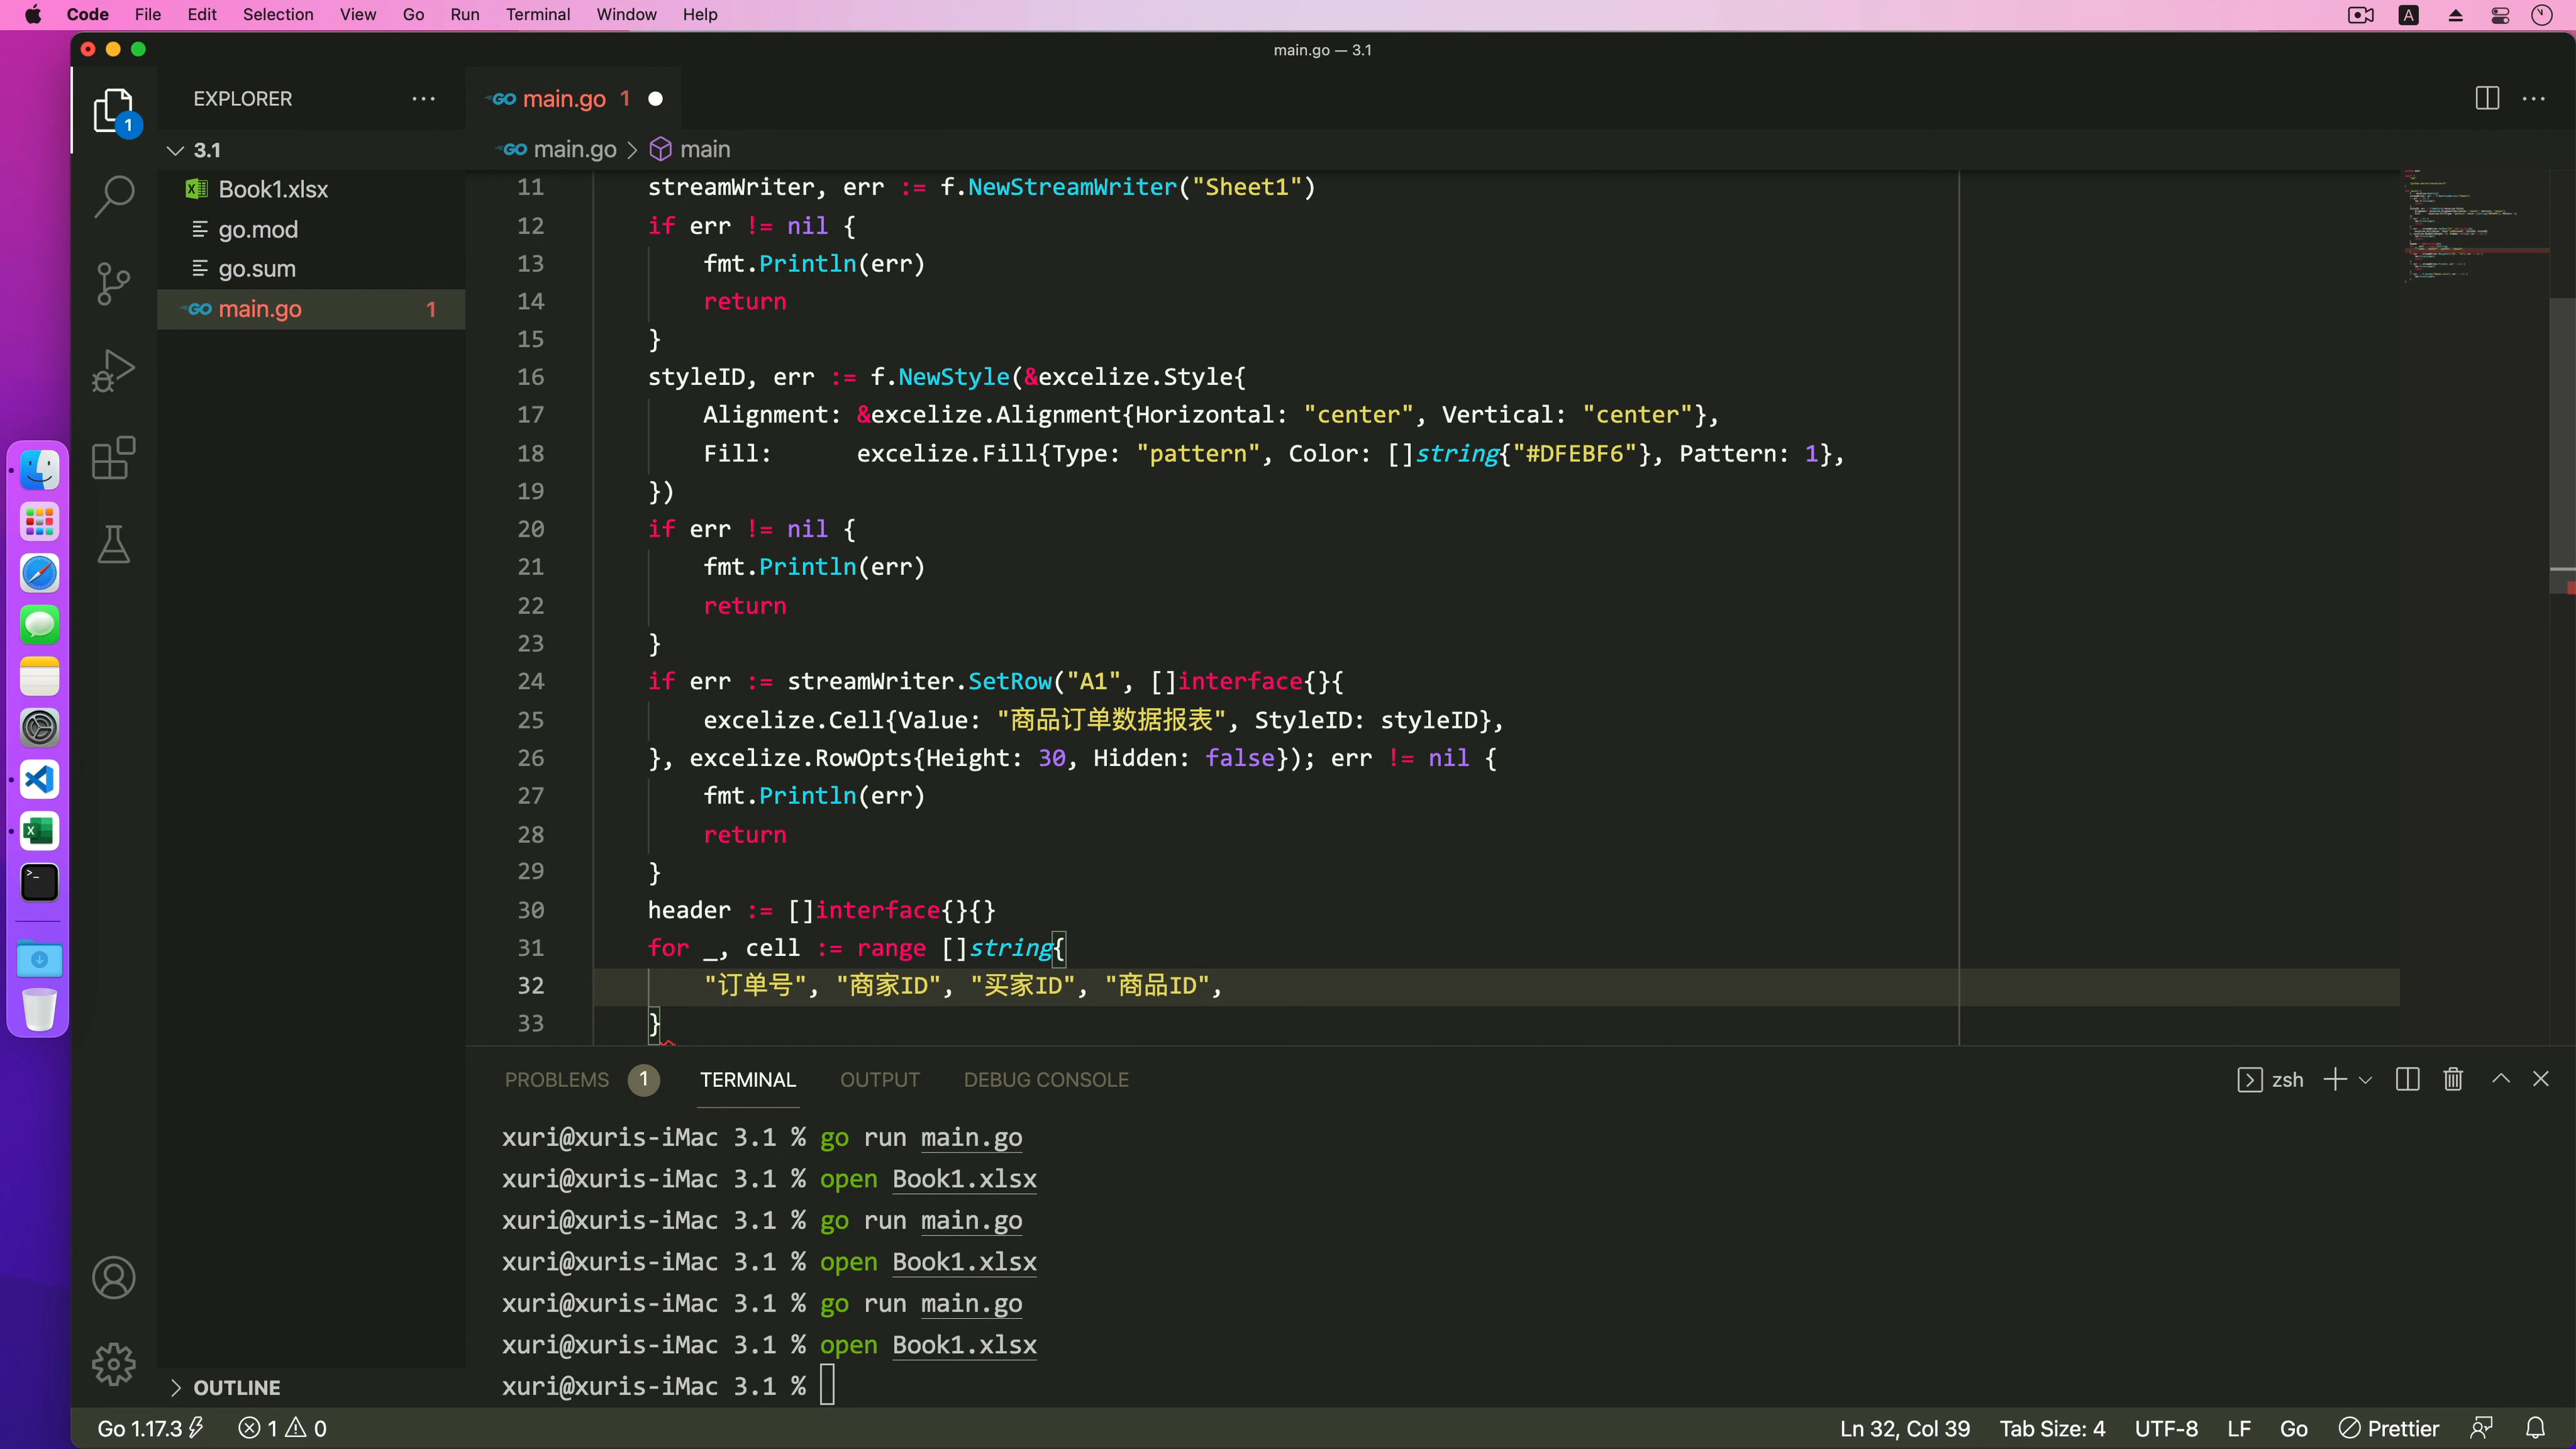 Code File Edit Selection View Go Run Terminal Window Help A
main.go — 3.1
EXPLORER ···
GO main.go 1
1
3.1
GO main.go > main
Book1.xlsx
go.mod
go.sum
GO main.go 1
11 streamWriter, err := f.NewStreamWriter("Sheet1")
12 if err != nil {
13 fmt.Println(err)
14 return
15 }
16 styleID, err := f.NewStyle(&excelize.Style{
17 Alignment: &excelize.Alignment{Horizontal: "center", Vertical: "center"},
18 Fill: excelize.Fill{Type: "pattern", Color: []string{"#DFEBF6"}, Pattern: 1},
19 })
20 if err != nil {
21 fmt.Println(err)
22 return
23 }
24 if err := streamWriter.SetRow("A1", []interface{}{
25 excelize.Cell{Value: "商品订单数据报表", StyleID: styleID},
26 }, excelize.RowOpts{Height: 30, Hidden: false}); err != nil {
27 fmt.Println(err)
28 return
29 }
30 header := []interface{}{}
31 for _, cell := range []string{
32 "订单号", "商家ID", "买家ID", "商品ID",
33 }
PROBLEMS 1 TERMINAL OUTPUT DEBUG CONSOLE zsh
xuri@xuris-iMac 3.1 % go run main.go
xuri@xuris-iMac 3.1 % open Book1.xlsx
xuri@xuris-iMac 3.1 % go run main.go
xuri@xuris-iMac 3.1 % open Book1.xlsx
xuri@xuris-iMac 3.1 % go run main.go
xuri@xuris-iMac 3.1 % open Book1.xlsx
xuri@xuris-iMac 3.1 %
OUTLINE
Go 1.17.3 1 0 Ln 32, Col 39 Tab Size: 4 UTF-8 LF Go Prettier